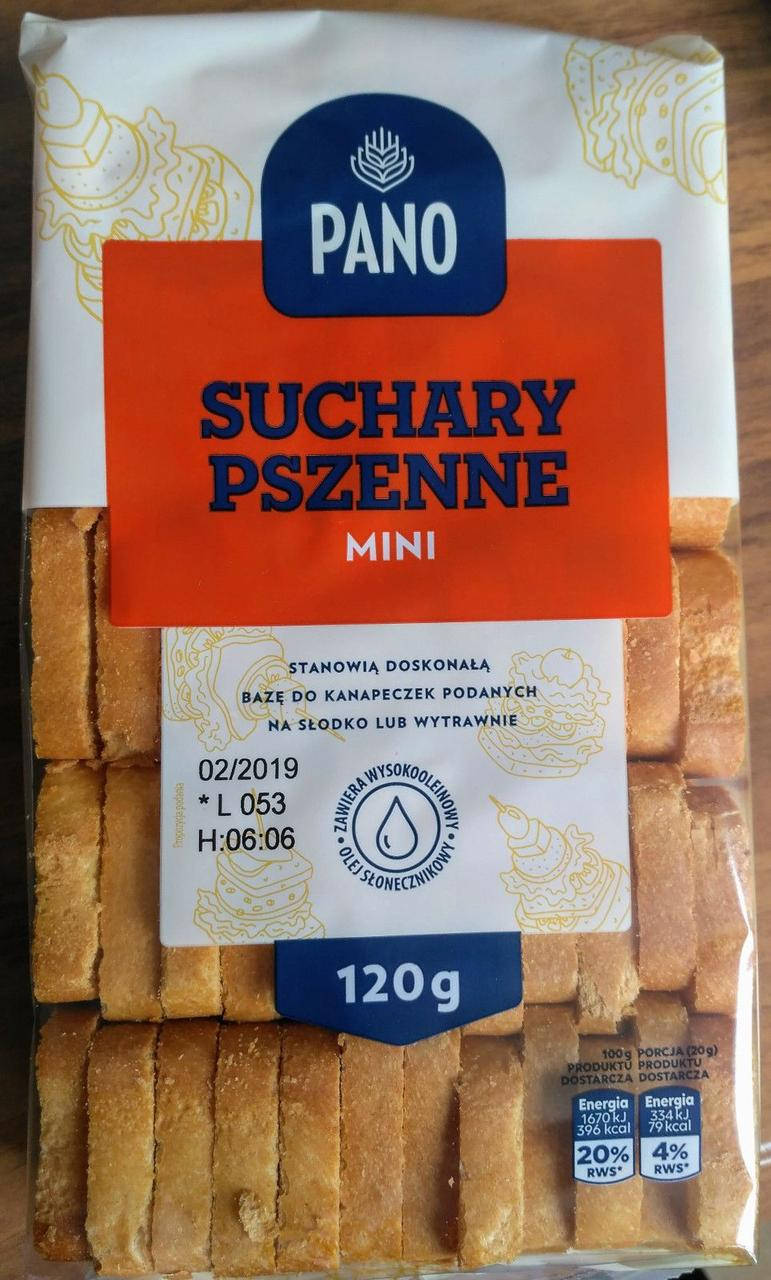 PANO
SUCHARY
PSZENNE
MINI
STANOWIĄ DOSKONAŁĄ
BAZĘ DO KANAPECZEK PODANYCH
NA SŁODKO LUB WYTRAWNIE
02/2019
* L 053
H:06:06
Propozycja podania
• ZAWIERA WYSOKOOLEINOWY •
OLEJ SŁONECZNIKOWY
120g
100g PORCJA (20g)
PRODUKTU PRODUKTU
DOSTARCZA DOSTARCZA
Energia Energia
1670 kJ 334 kJ
396 kcal 79 kcal
20% 4%
RWS* RWS*